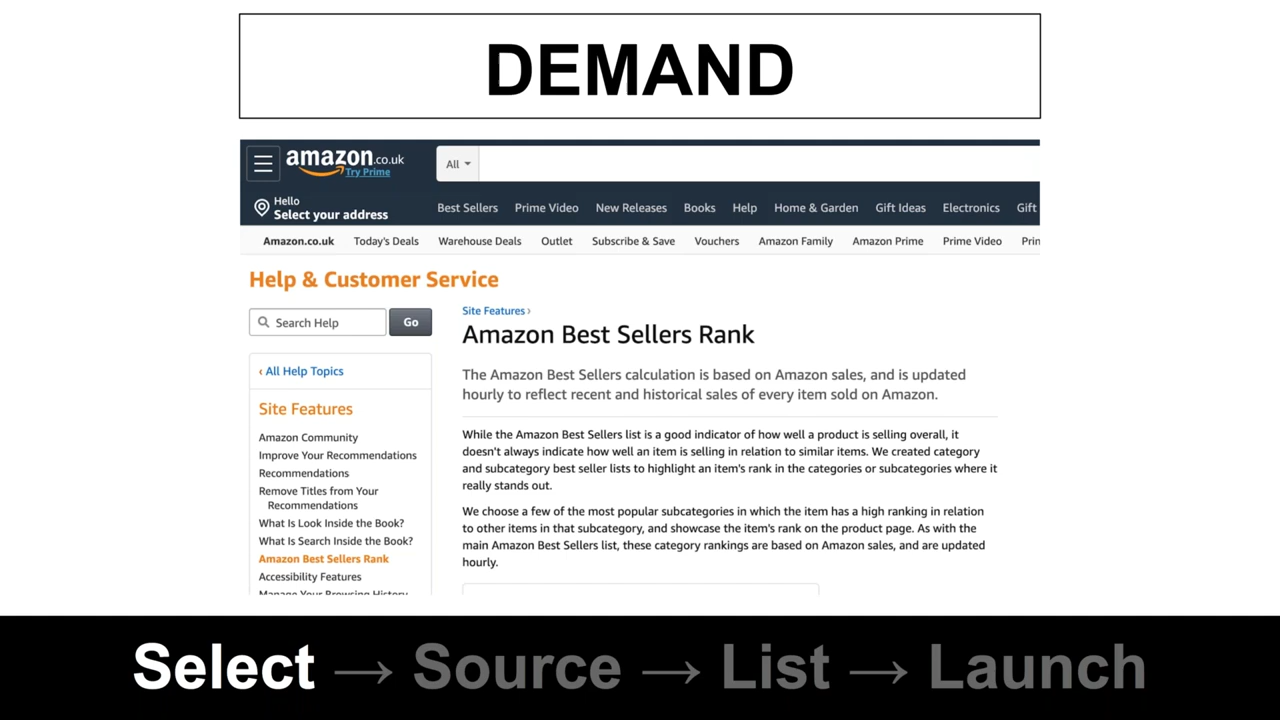 DEMAND
amazon.co.uk
Try Prime
All
Hello
Select your address
Best Sellers Prime Video New Releases Books Help Home & Garden Gift Ideas Electronics Gift
Amazon.co.uk Today's Deals Warehouse Deals Outlet Subscribe & Save Vouchers Amazon Family Amazon Prime Prime Video Prin
Help & Customer Service
Search Help Go
‹ All Help Topics
Site Features
Amazon Community
Improve Your Recommendations
Recommendations
Remove Titles from Your
Recommendations
What Is Look Inside the Book?
What Is Search Inside the Book?
Amazon Best Sellers Rank
Accessibility Features
Manage Your Browsing History
Site Features ›
Amazon Best Sellers Rank
The Amazon Best Sellers calculation is based on Amazon sales, and is updated
hourly to reflect recent and historical sales of every item sold on Amazon.
While the Amazon Best Sellers list is a good indicator of how well a product is selling overall, it
doesn't always indicate how well an item is selling in relation to similar items. We created category
and subcategory best seller lists to highlight an item's rank in the categories or subcategories where it
really stands out.
We choose a few of the most popular subcategories in which the item has a high ranking in relation
to other items in that subcategory, and showcase the item's rank on the product page. As with the
main Amazon Best Sellers list, these category rankings are based on Amazon sales, and are updated
hourly.
Select → Source → List → Launch